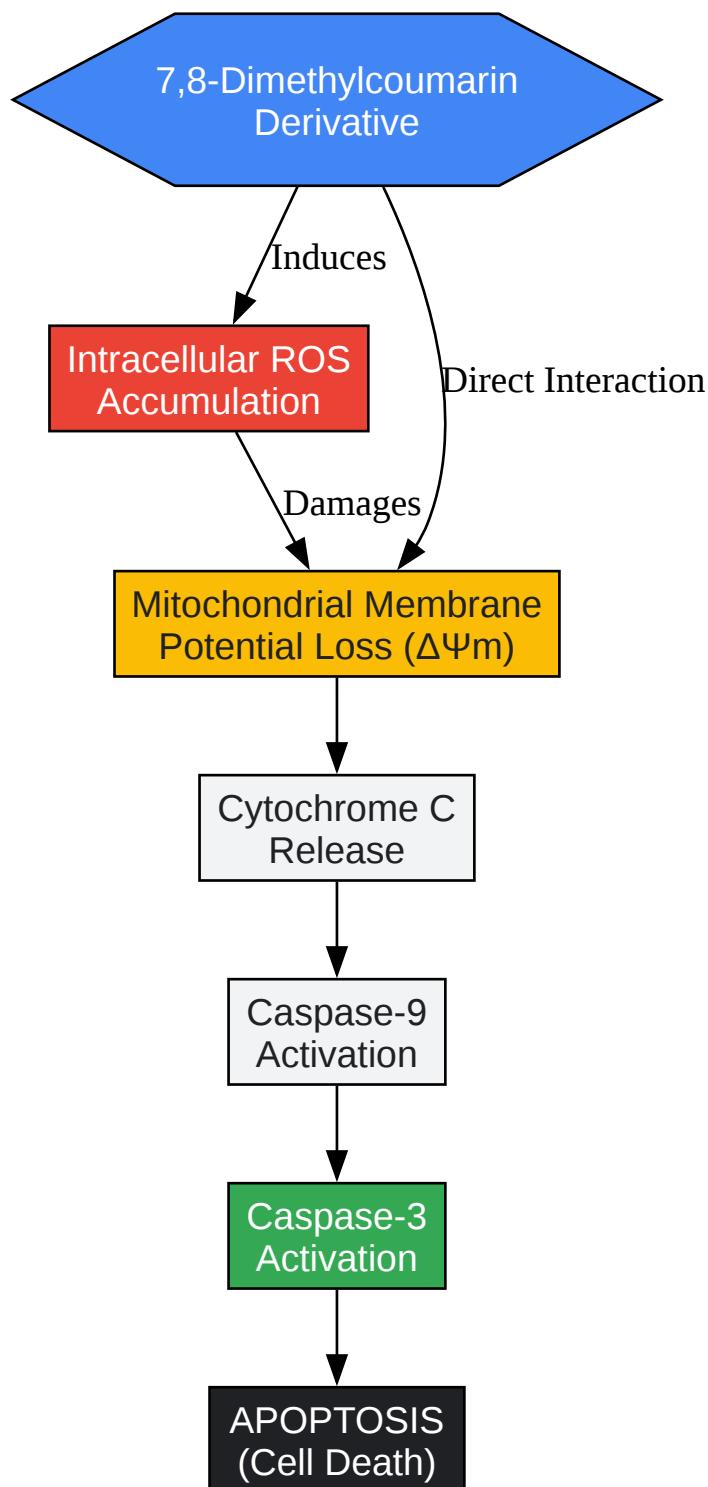 7,8-Dimethylcoumarin
Derivative
Induces
Intracellular ROS
Accumulation
Direct Interaction
Damages
Mitochondrial Membrane
Potential Loss (ΔΨm)
Cytochrome C
Release
Caspase-9
Activation
Caspase-3
Activation
APOPTOSIS
(Cell Death)